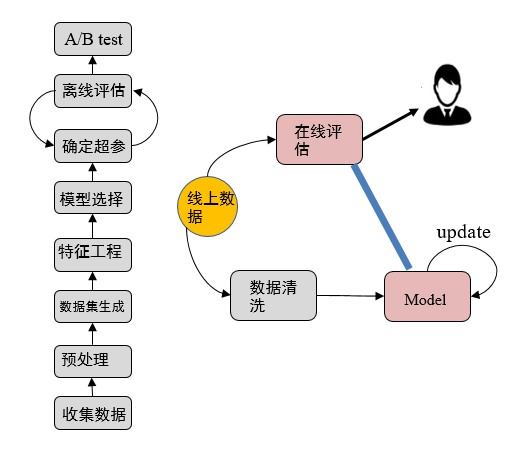 A/B test
离线评估
确定超参
模型选择
特征工程
数据集生成
预处理
收集数据
在线评
估
线上数
据
数据清
洗
update
Model